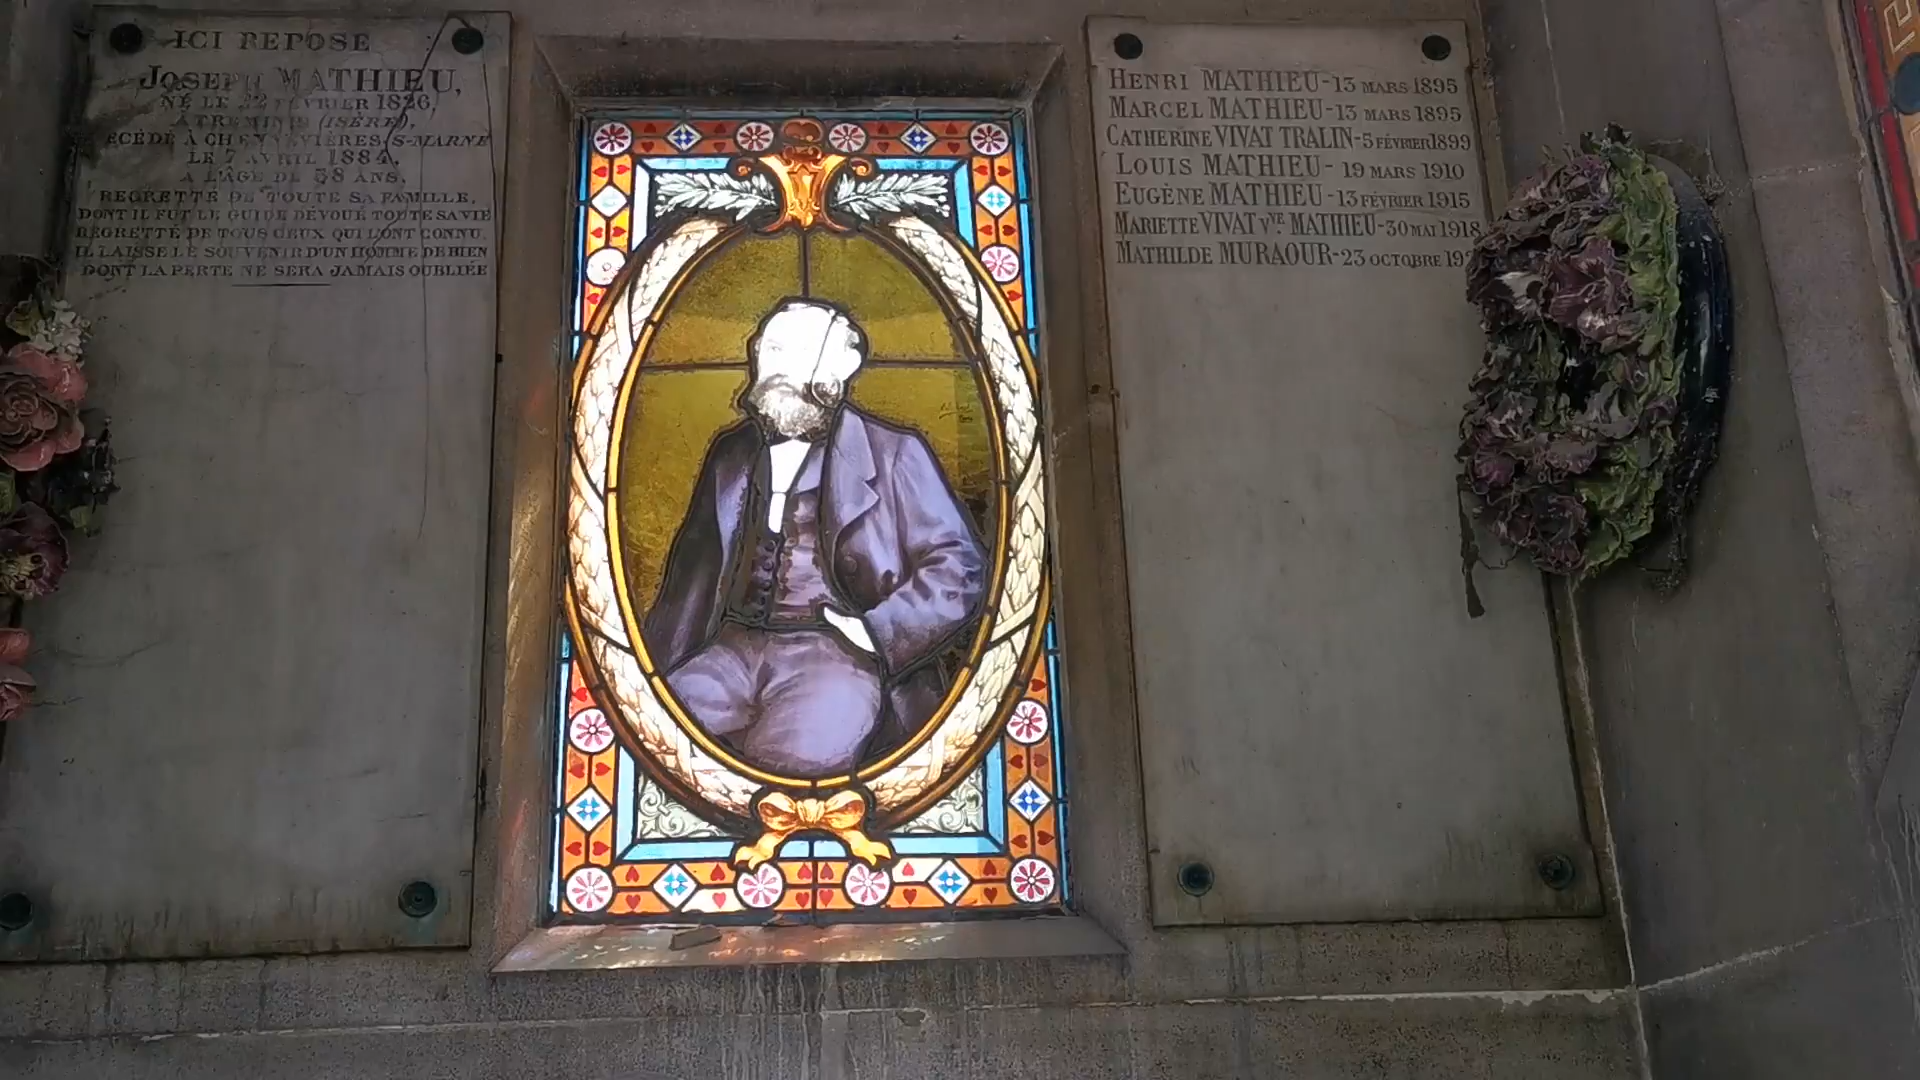 ICI REPOSE
JOSEPH MATHIEU,
NÉ LE 22 FÉVRIER 1826,
À TREMINIS (ISÈRE),
DÉCÉDÉ À CHENNEVIÈRES S-MARNE
LE 7 AVRIL 1884,
A L'ÂGE DE 58 ANS.
REGRETTÉ DE TOUTE SA FAMILLE,
DONT IL FUT LE GUIDE DÉVOUÉ TOUTE SA VIE
REGRETTÉ DE TOUS CEUX QUI L'ONT CONNU,
IL LAISSE LE SOUVENIR D'UN HOMME DE BIEN
DONT LA PERTE NE SERA JAMAIS OUBLIÉE
HENRI MATHIEU-13 MARS 1895
MARCEL MATHIEU-13 MARS 1895
CATHERINE VIVAT TRALIN-5 FÉVRIER 1899
LOUIS MATHIEU-19 MARS 1910
EUGÈNE MATHIEU-13 FÉVRIER 1915
MARIETTE VIVAT VVE MATHIEU-30 MAI 1918
MATHILDE MURAOUR-23 OCTOBRE